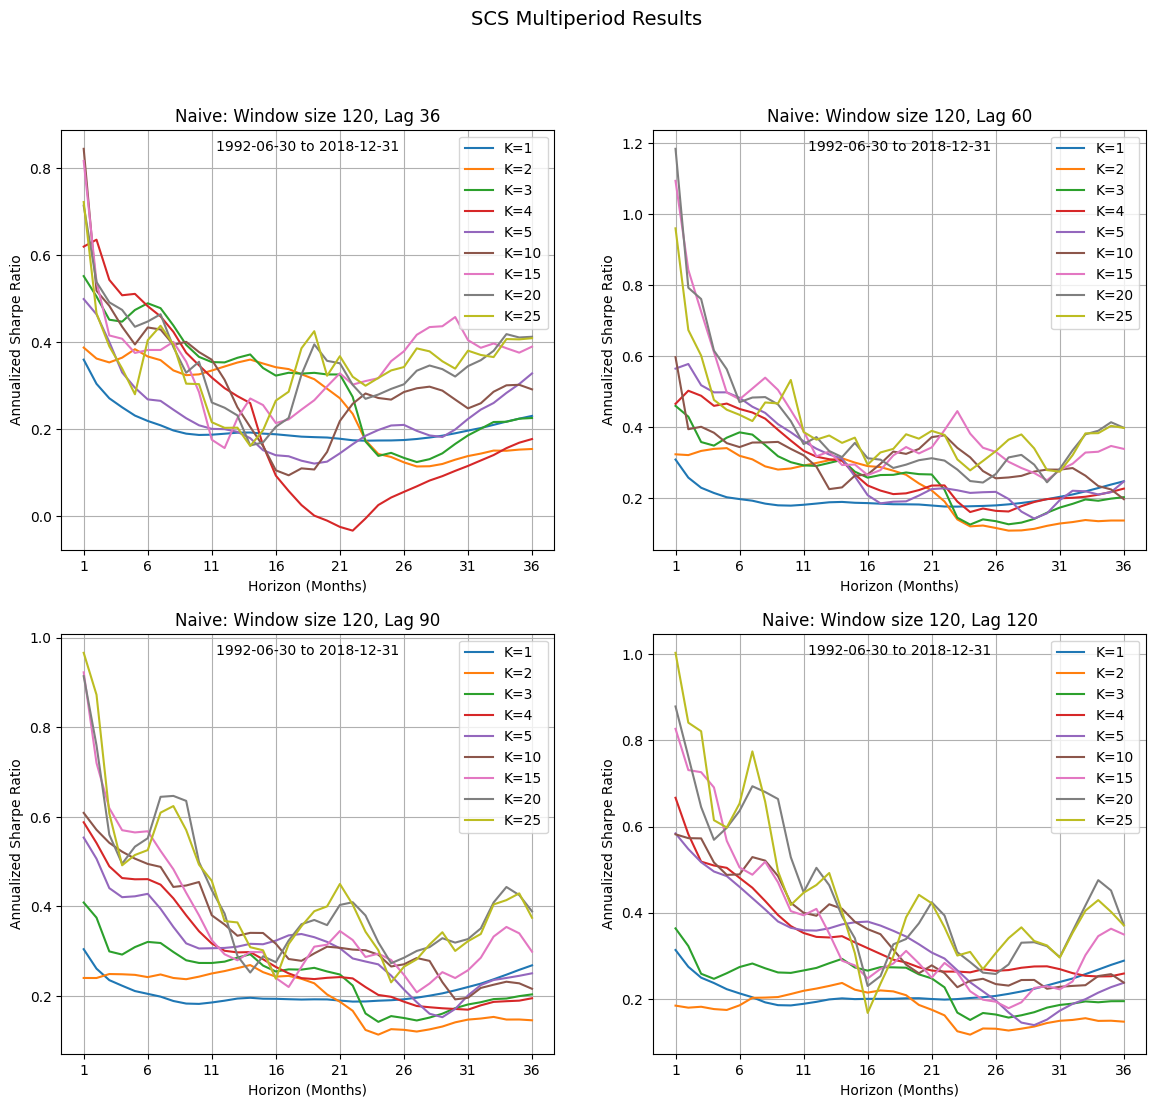 SCS Multiperiod Results
Naive: Window size 120, Lag 36
1992-06-30 to 2018-12-31
K=1
K=2
K=3
K=4
K=5
K=10
K=15
K=20
K=25
Annualized Sharpe Ratio
0.8
0.6
0.4
0.2
0.0
1 6 11 16 21 26 31 36
Horizon (Months)
Naive: Window size 120, Lag 60
1992-06-30 to 2018-12-31
K=1
K=2
K=3
K=4
K=5
K=10
K=15
K=20
K=25
Annualized Sharpe Ratio
1.2
1.0
0.8
0.6
0.4
0.2
1 6 11 16 21 26 31 36
Horizon (Months)
Naive: Window size 120, Lag 90
1992-06-30 to 2018-12-31
K=1
K=2
K=3
K=4
K=5
K=10
K=15
K=20
K=25
Annualized Sharpe Ratio
1.0
0.8
0.6
0.4
0.2
1 6 11 16 21 26 31 36
Horizon (Months)
Naive: Window size 120, Lag 120
1992-06-30 to 2018-12-31
K=1
K=2
K=3
K=4
K=5
K=10
K=15
K=20
K=25
Annualized Sharpe Ratio
1.0
0.8
0.6
0.4
0.2
1 6 11 16 21 26 31 36
Horizon (Months)